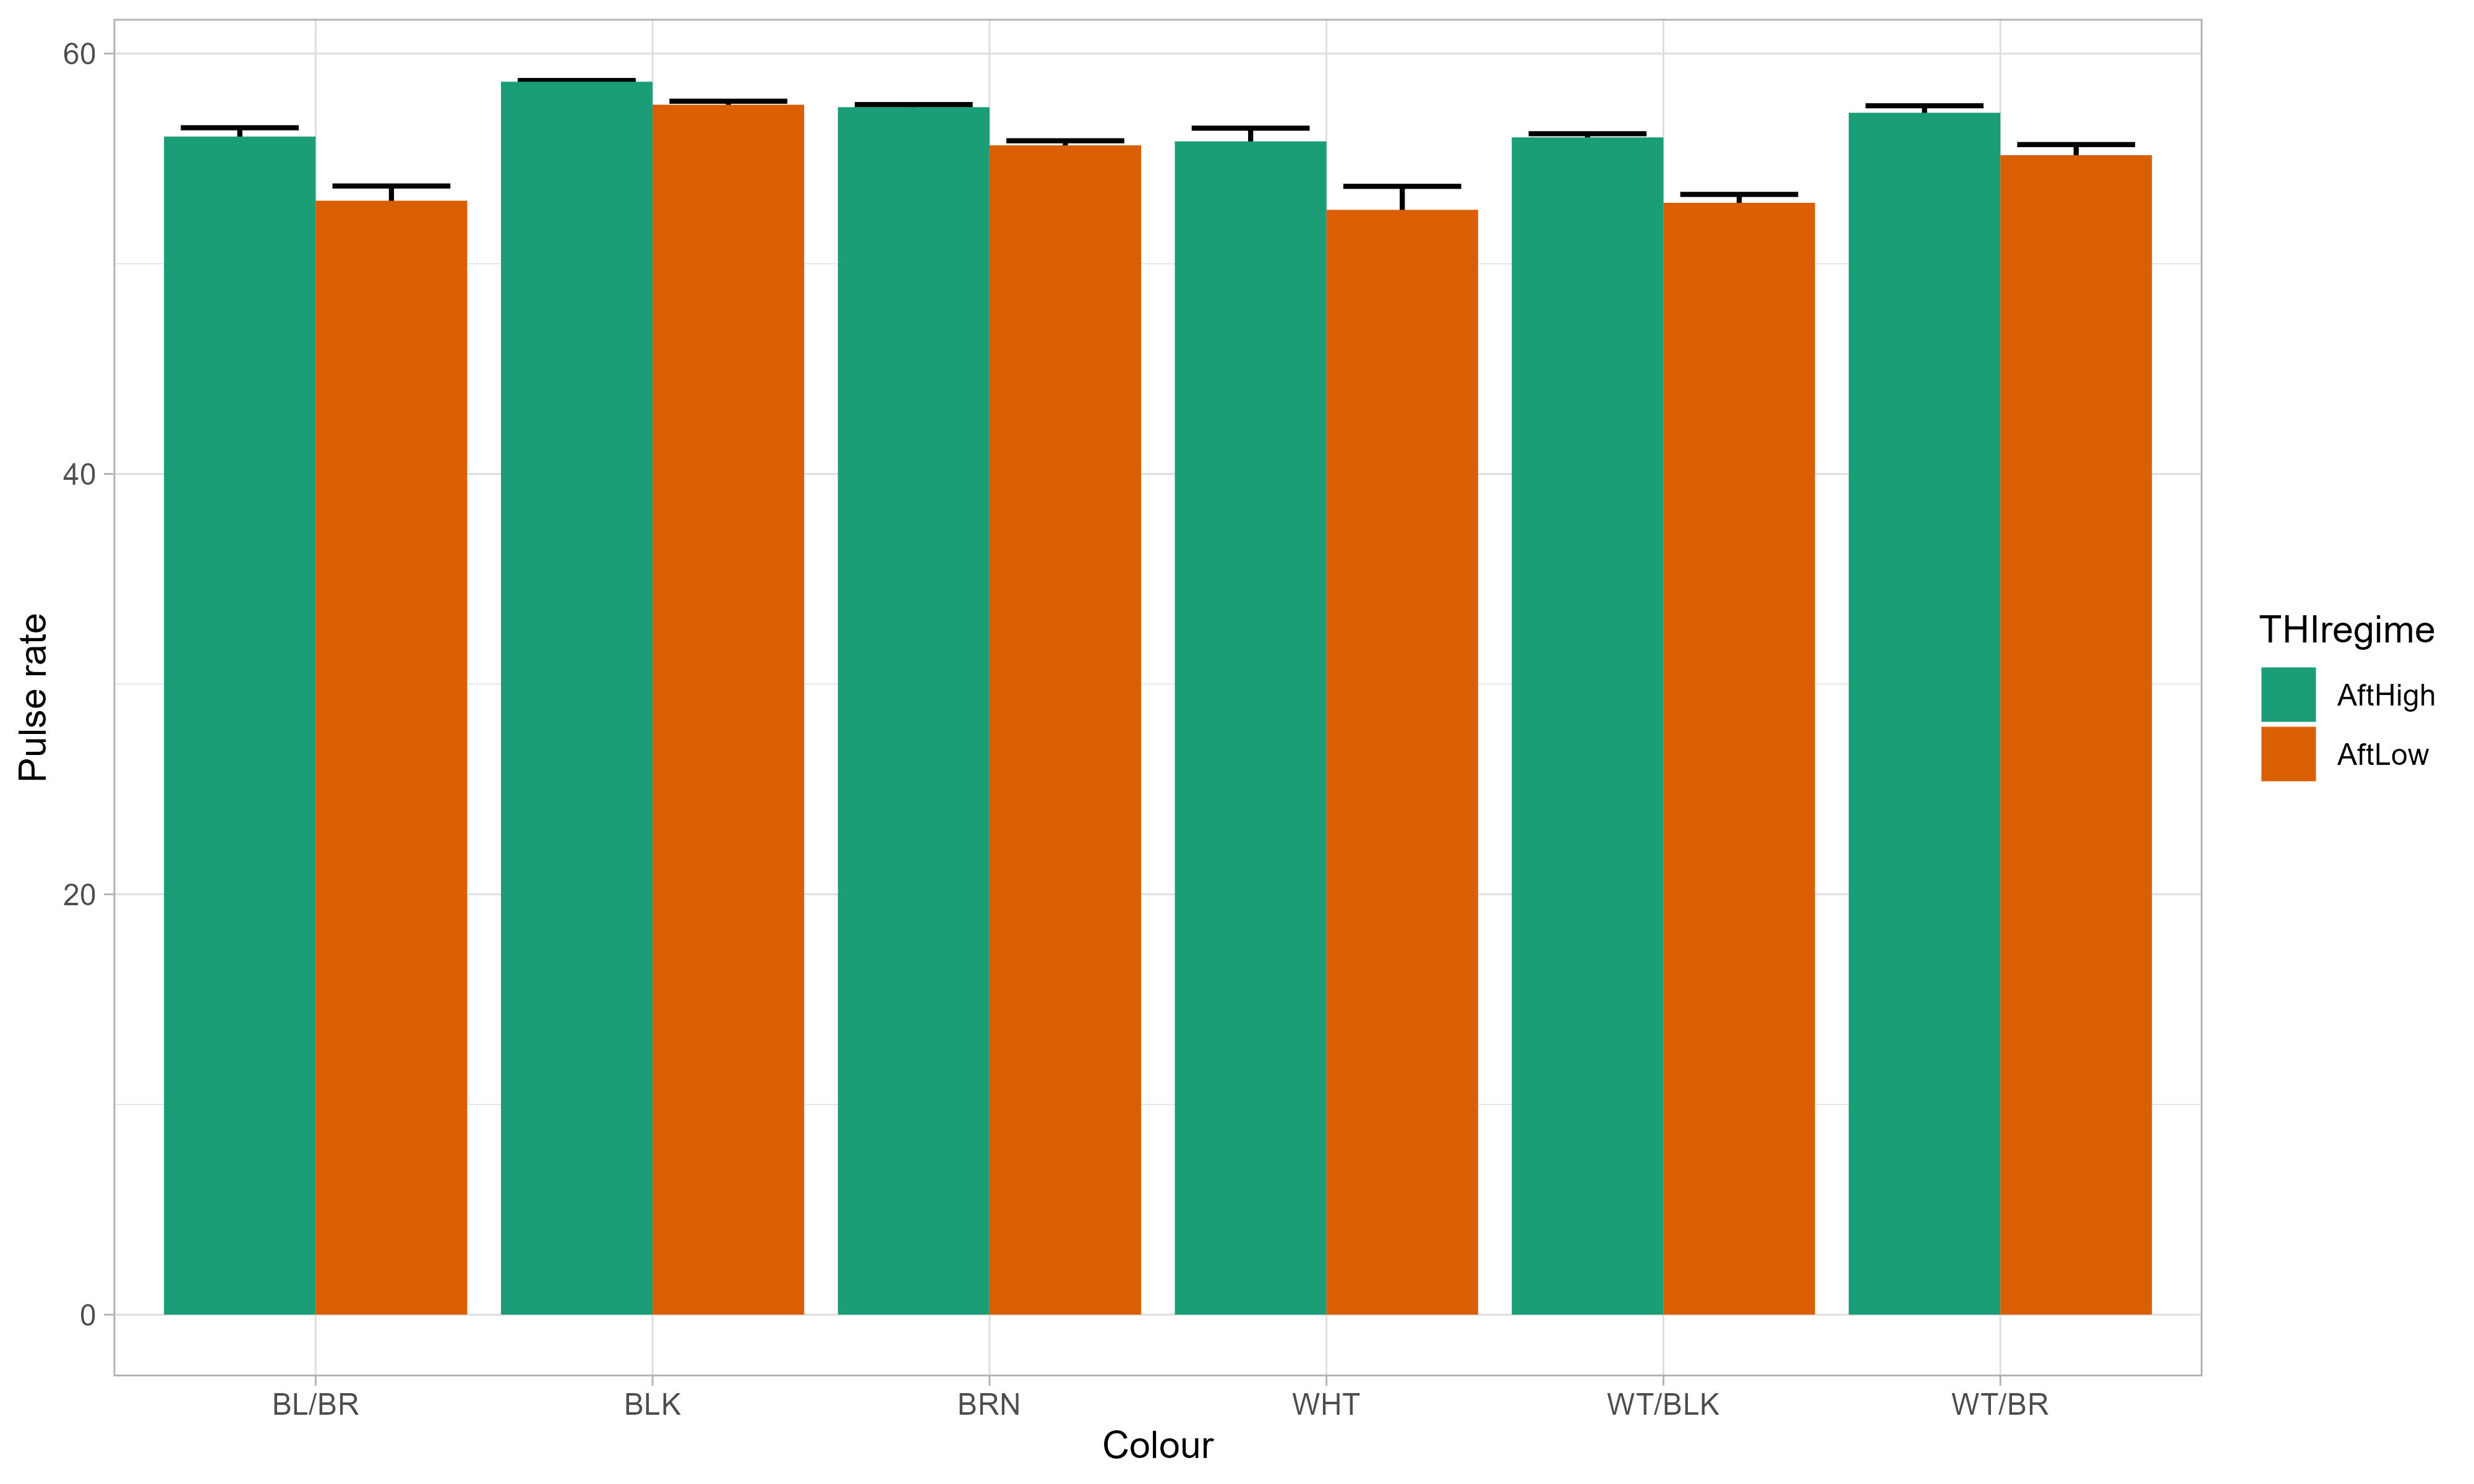 60
40
20
0
Pulse rate
BL/BR BLK BRN WHT WT/BLK WT/BR
Colour
THIregime
AftHigh
AftLow